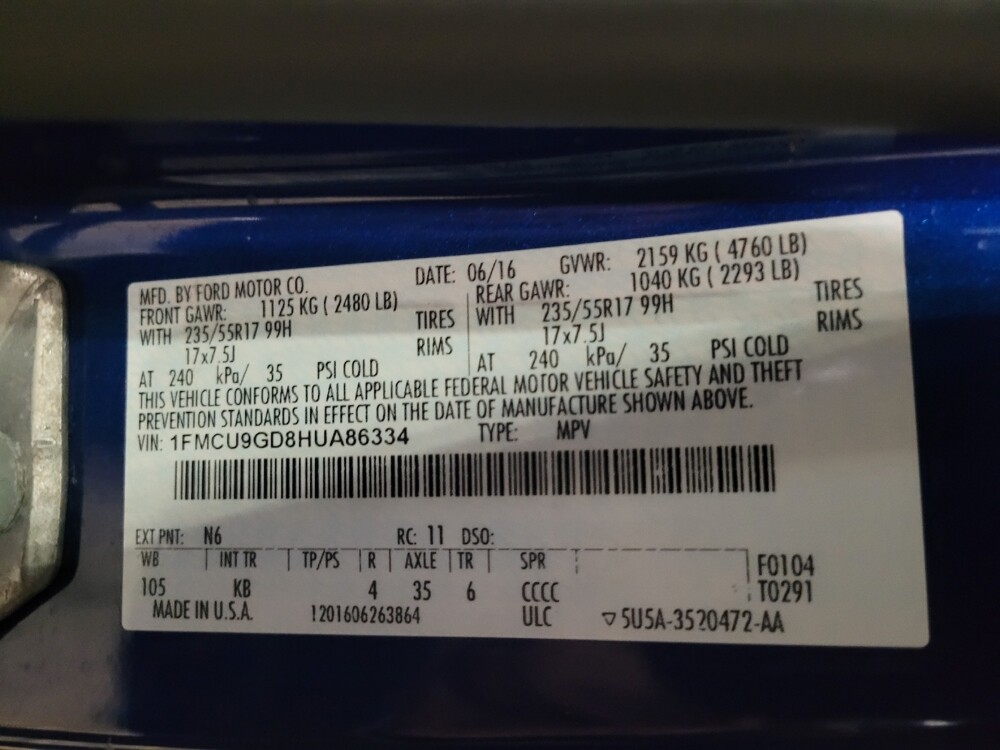 MFD. BY FORD MOTOR CO. DATE: 06/16 GVWR: 2159 KG ( 4760 LB)
FRONT GAWR: 1125 KG ( 2480 LB) REAR GAWR: 1040 KG ( 2293 LB)
WITH 235/55R17 99H TIRES WITH 235/55R17 99H TIRES
17x7.5J RIMS 17x7.5J RIMS
AT 240 kPa/ 35 PSI COLD AT 240 kPa/ 35 PSI COLD
THIS VEHICLE CONFORMS TO ALL APPLICABLE FEDERAL MOTOR VEHICLE SAFETY AND THEFT
PREVENTION STANDARDS IN EFFECT ON THE DATE OF MANUFACTURE SHOWN ABOVE.
VIN: 1FMCU9GD8HUA86334 TYPE: MPV
EXT PNT: N6 RC: 11 DSO:
WB INT TR TP/PS R AXLE TR SPR F0104
105 KB 4 35 6 CCCC T0291
MADE IN U.S.A. 1201606263864 ULC ▽5U5A-3520472-AA